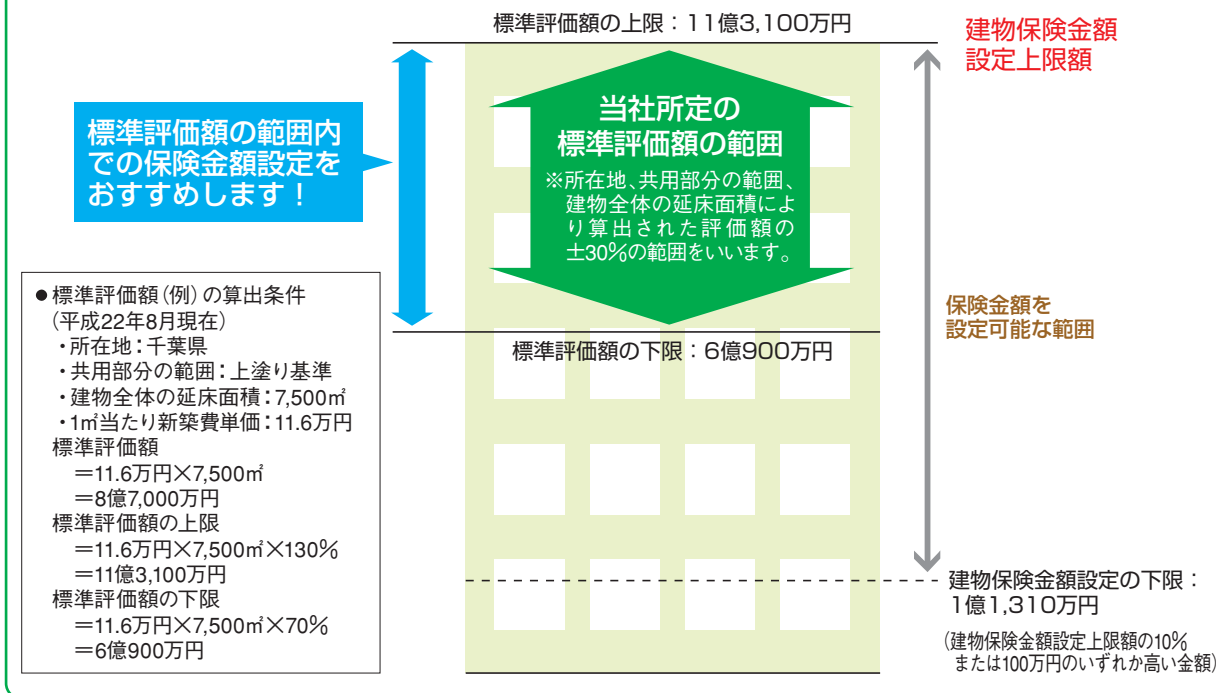 標準評価額の上限：11億3,100万円
建物保険金額
設定上限額
標準評価額の範囲内
での保険金額設定を
おすすめします！
当社所定の
標準評価額の範囲
※所在地、共用部分の範囲、
建物全体の延床面積によ
り算出された評価額の
±30%の範囲をいいます。
保険金額を
設定可能な範囲
標準評価額の下限：6億900万円
●標準評価額(例)の算出条件
(平成22年8月現在)
・所在地：千葉県
・共用部分の範囲：上塗り基準
・建物全体の延床面積：7,500㎡
・1㎡当たり新築費単価：11.6万円
標準評価額
＝11.6万円×7,500㎡
＝8億7,000万円
標準評価額の上限
＝11.6万円×7,500㎡×130%
＝11億3,100万円
標準評価額の下限
＝11.6万円×7,500㎡×70%
＝6億900万円
建物保険金額設定の下限：
1億1,310万円
(建物保険金額設定上限額の10%
または100万円のいずれか高い金額)